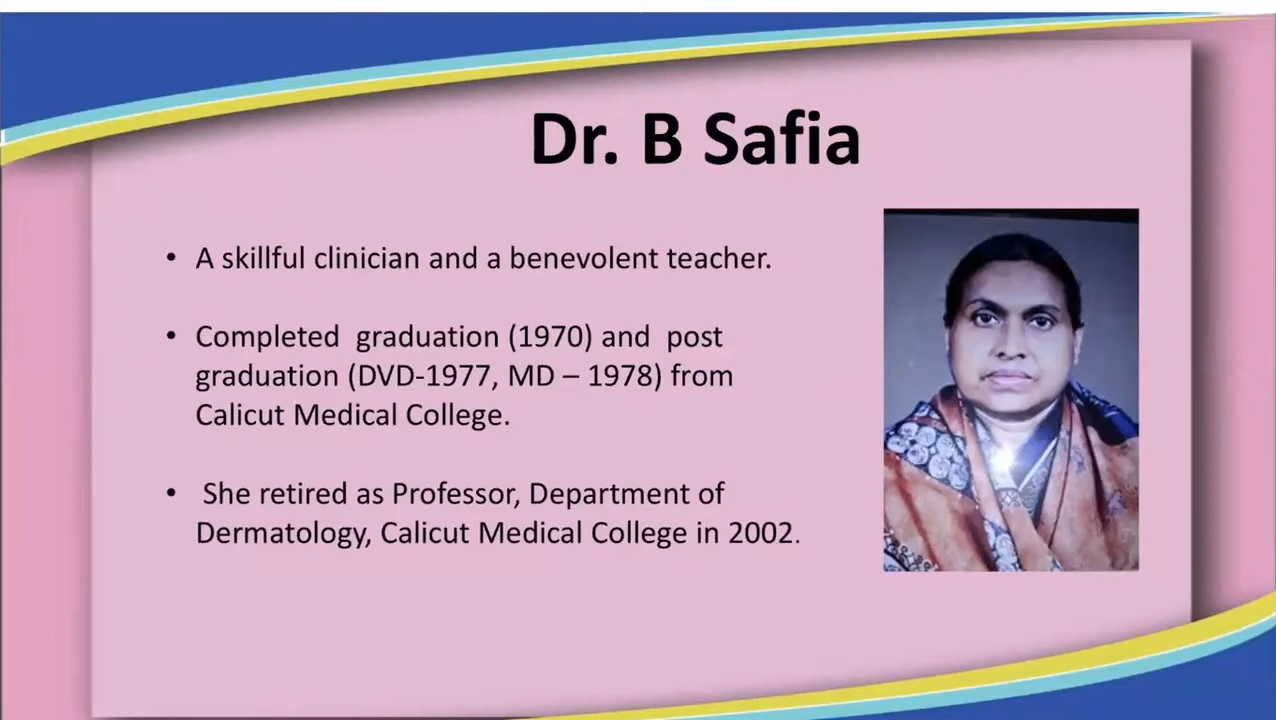 Dr. B Safia
• A skillful clinician and a benevolent teacher.
• Completed graduation (1970) and post
graduation (DVD-1977, MD – 1978) from
Calicut Medical College.
• She retired as Professor, Department of
Dermatology, Calicut Medical College in 2002.